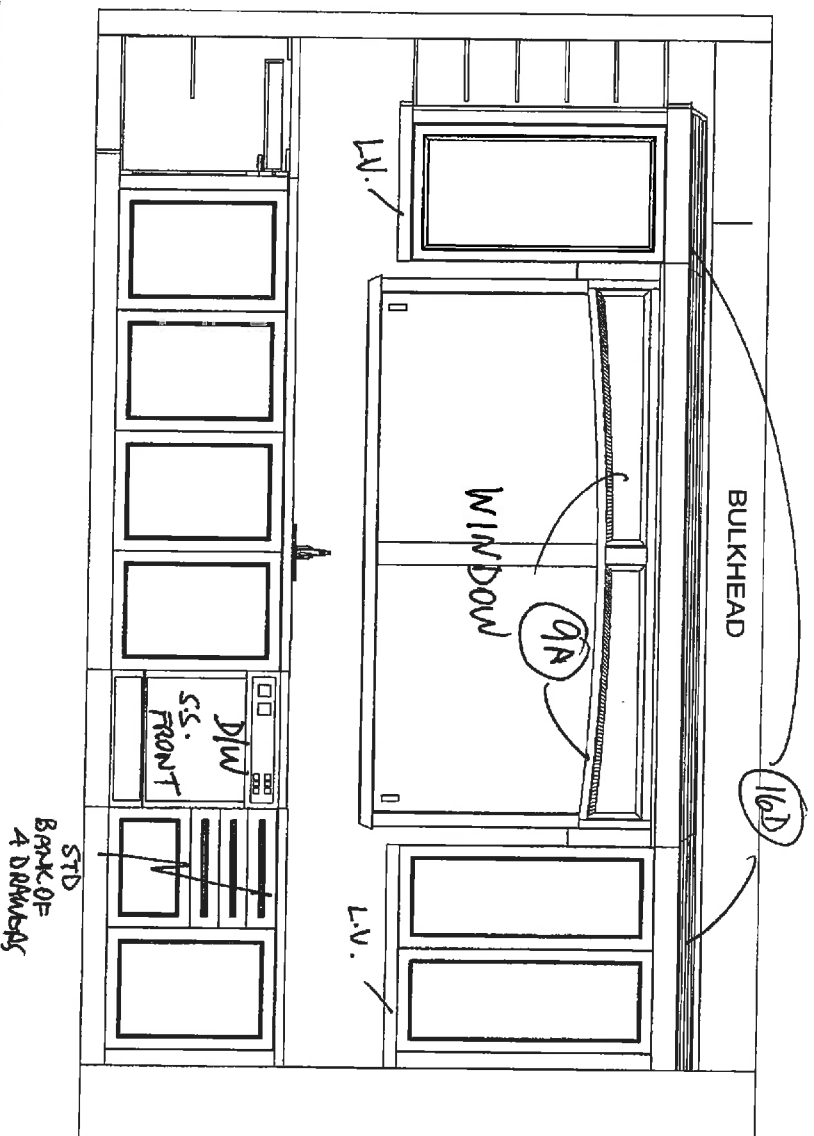 BULKHEAD
16D
L.V.
WINDOW
9A
L.V.
D/W
S.S.
FRONT
STD
BANK OF
4 DRAWERS